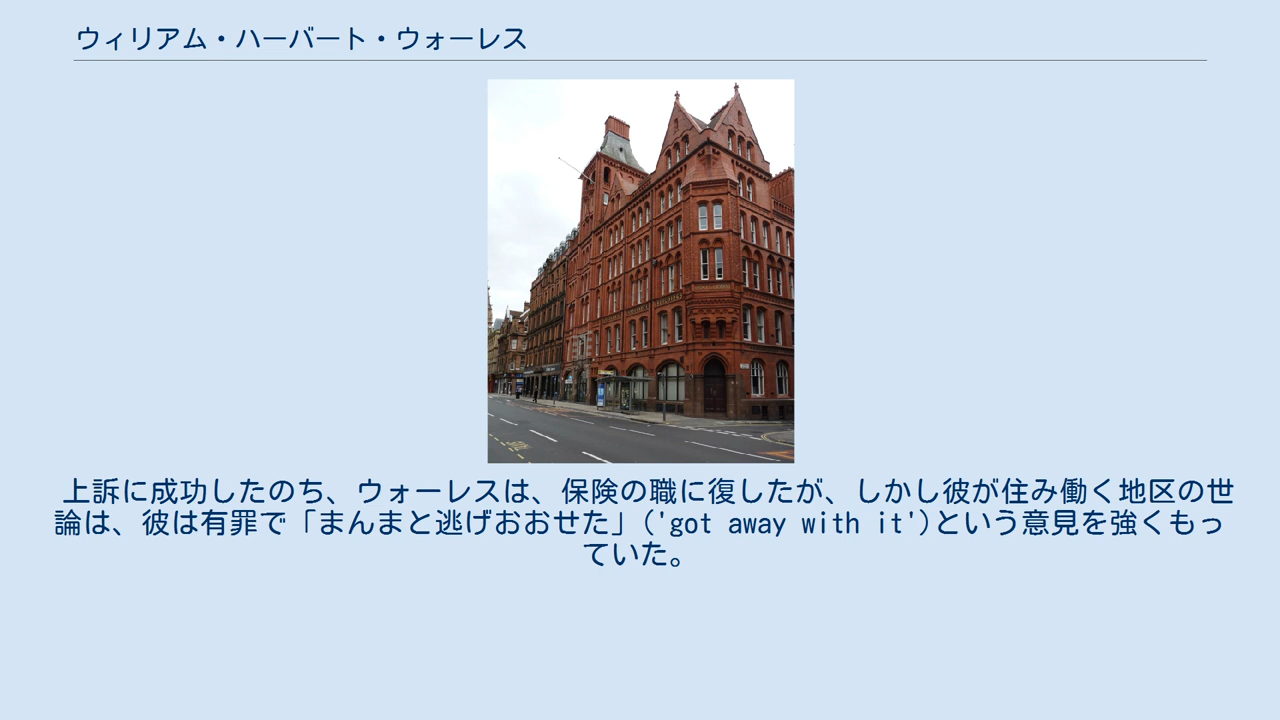 ウィリアム・ハーバート・ウォーレス
上訴に成功したのち、ウォーレスは、保険の職に復したが、しかし彼が住み働く地区の世
論は、彼は有罪で「まんまと逃げおおせた」('got away with it')という意見を強くもっ
ていた。